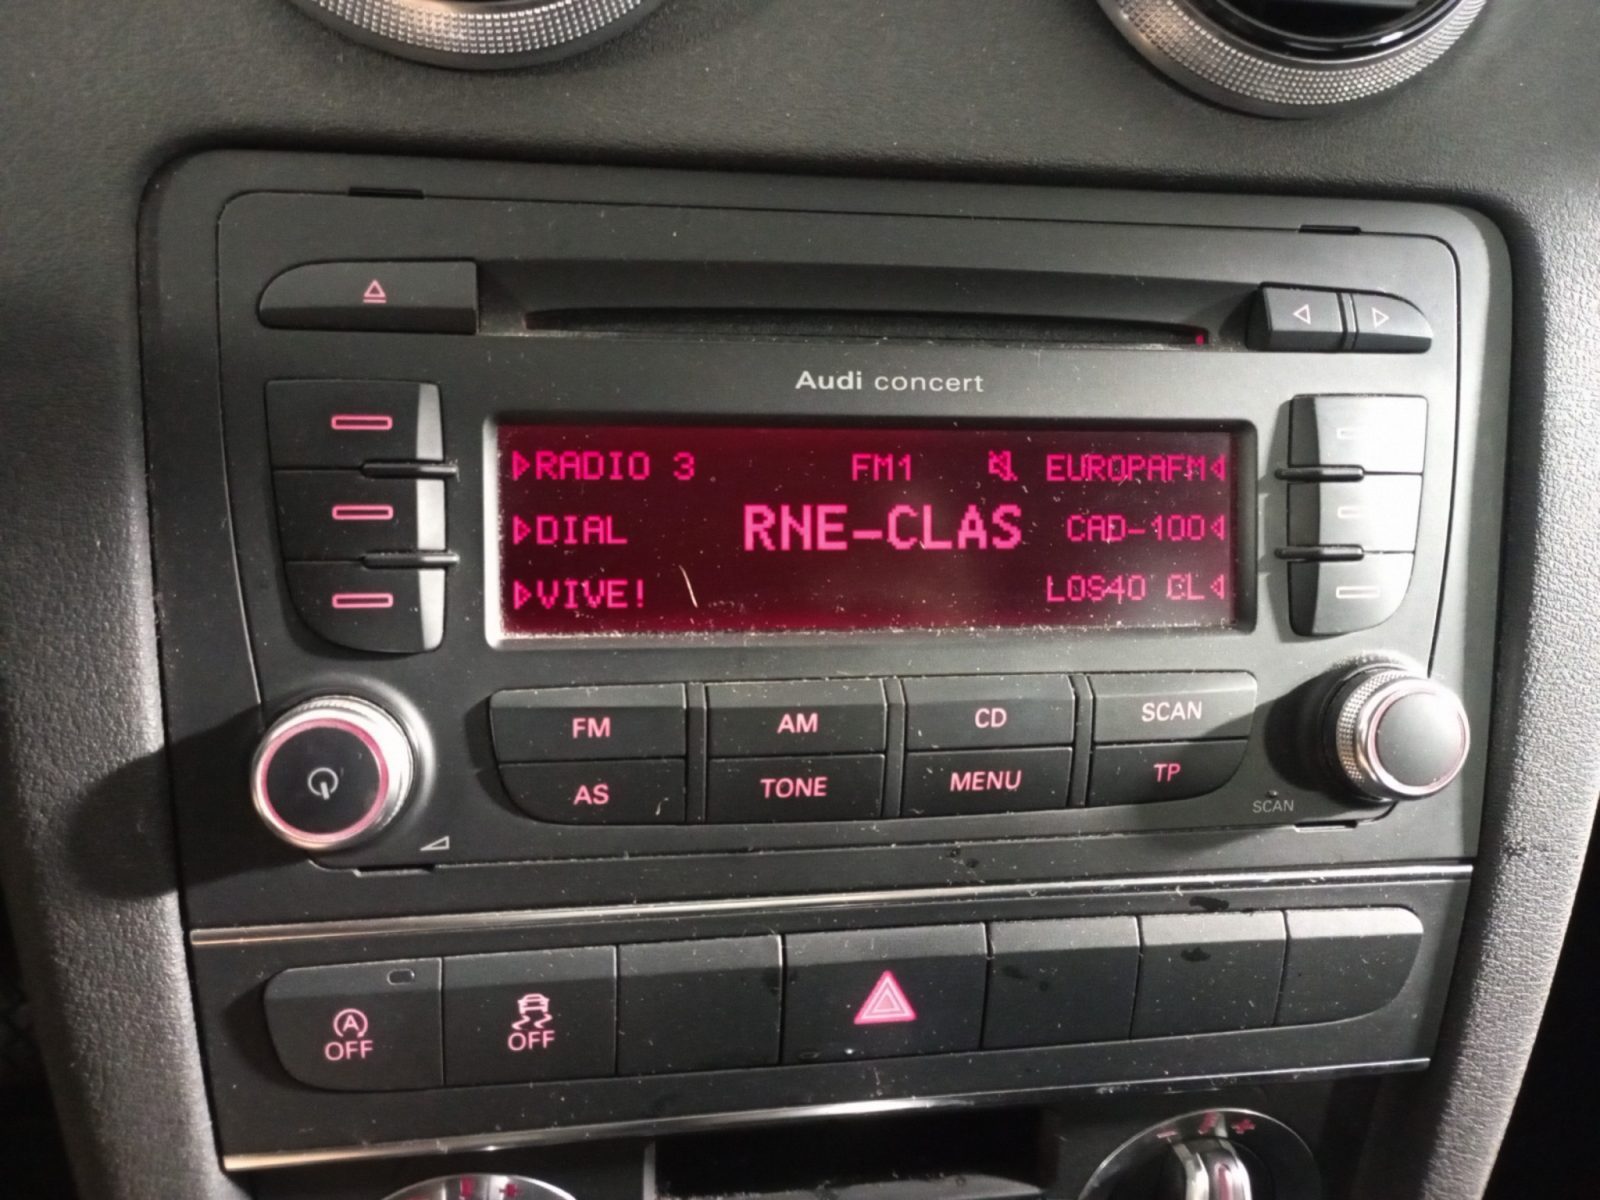 Audi concert
RADIO 3 FM1 EUROPAFM
DIAL RNE-CLAS CAD-100
VIVE! LOS40 CL
FM AM CD SCAN
AS TONE MENU TP
SCAN
A OFF OFF